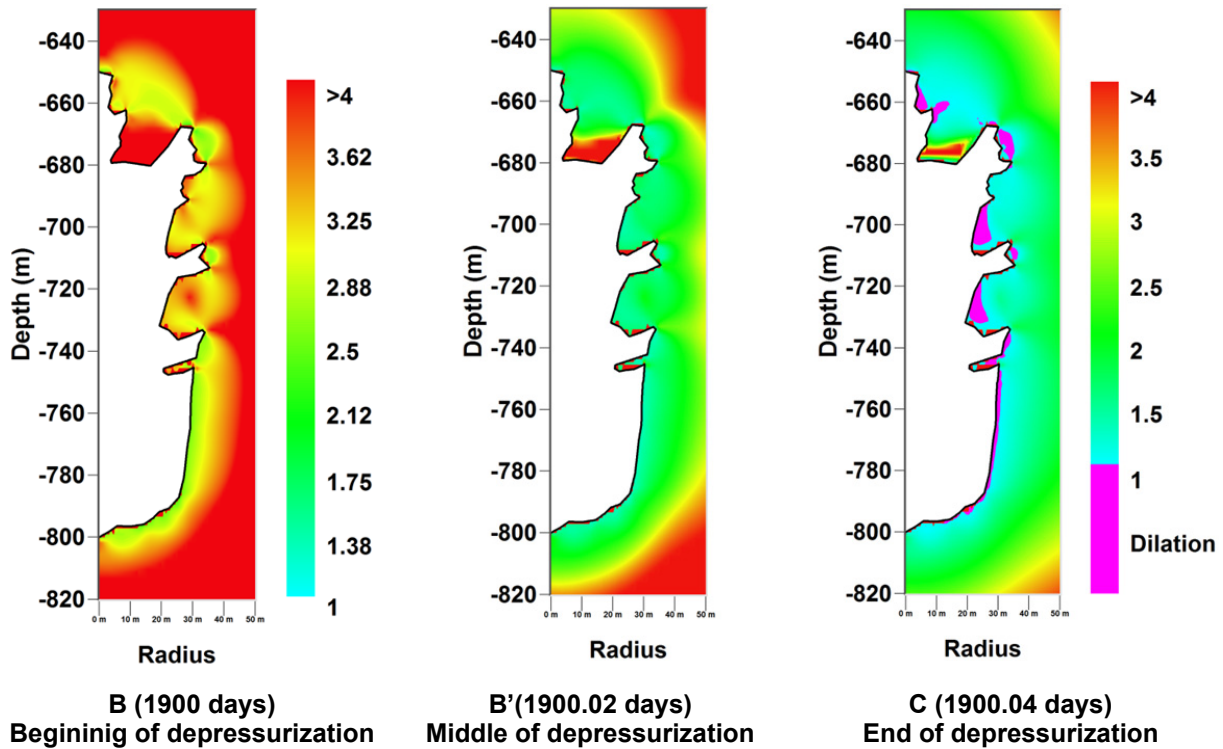 -640
-660
-680
-700
-720
-740
-760
-780
-800
-820
Depth (m)
0 m 10 m 20 m 30 m 40 m 50 m
Radius
>4
3.62
3.25
2.88
2.5
2.12
1.75
1.38
1
B (1900 days)
Begininig of depressurization
-640
-660
-680
-700
-720
-740
-760
-780
-800
-820
Depth (m)
0 m 10 m 20 m 30 m 40 m 50 m
Radius
B’(1900.02 days)
Middle of depressurization
-640
-660
-680
-700
-720
-740
-760
-780
-800
-820
Depth (m)
0 m 10 m 20 m 30 m 40 m 50 m
Radius
>4
3.5
3
2.5
2
1.5
1
Dilation
C (1900.04 days)
End of depressurization